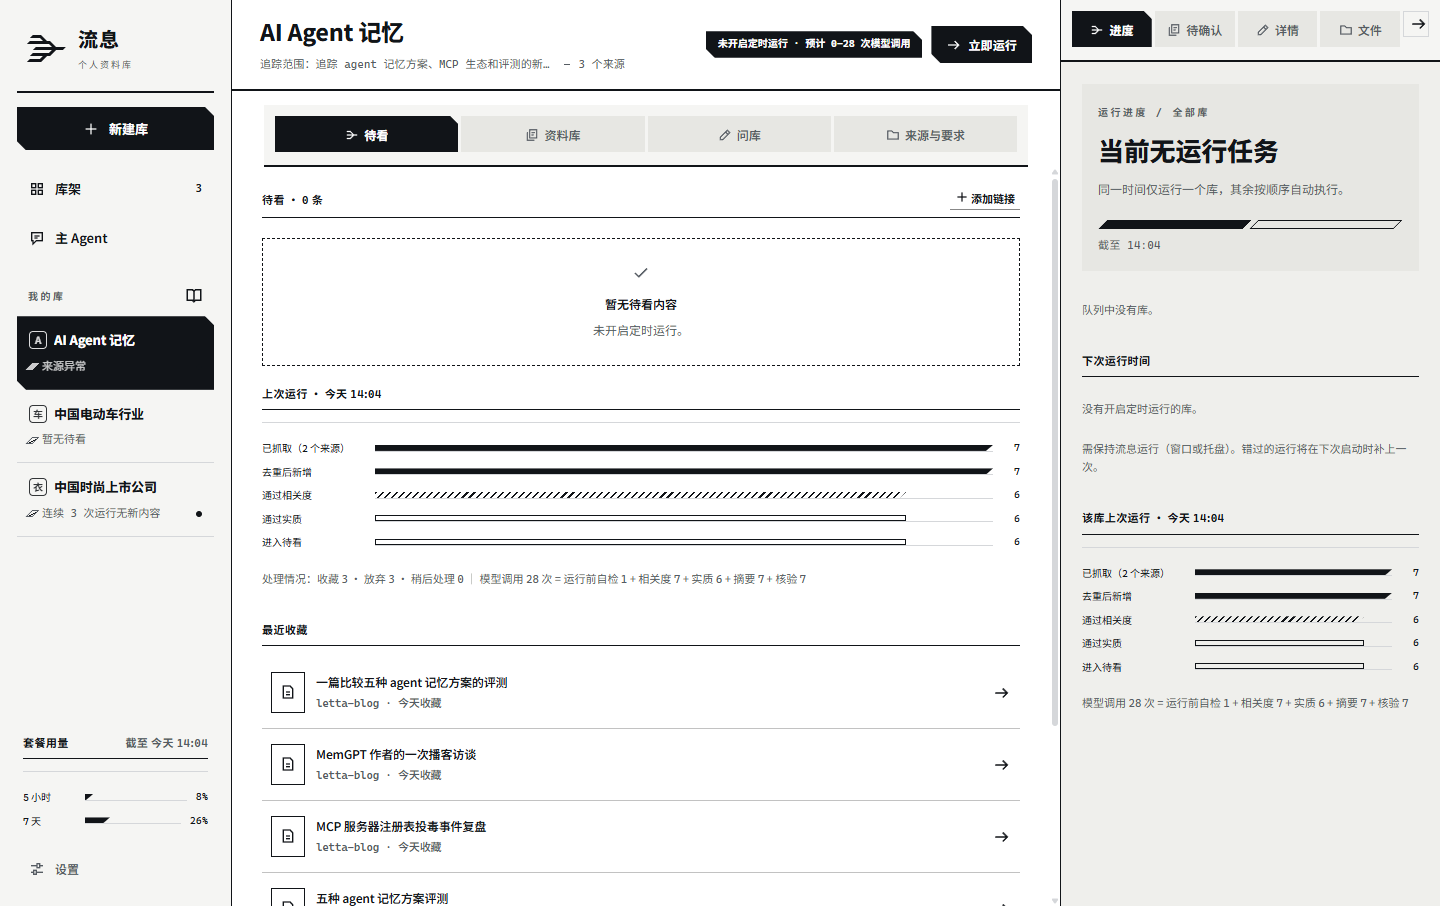 流息
个人资料库
新建库
库架 3
主 Agent
我的库
A AI Agent 记忆
来源异常
车 中国电动车行业
暂无待看
衣 中国时尚上市公司
连续 3 次运行无新内容
套餐用量 截至 今天 14:04
5 小时 8%
7 天 26%
设置
AI Agent 记忆
追踪范围：追踪 agent 记忆方案、MCP 生态和评测的新… — 3 个来源
未开启定时运行 · 预计 0–28 次模型调用
立即运行
待看 资料库 问库 来源与要求
待看 · 0 条 添加链接
暂无待看内容
未开启定时运行。
上次运行 · 今天 14:04
已抓取（2 个来源） 7
去重后新增 7
通过相关度 6
通过实质 6
进入待看 6
处理情况：收藏 3 · 放弃 3 · 稍后处理 0 | 模型调用 28 次 = 运行前自检 1 + 相关度 7 + 实质 6 + 摘要 7 + 核验 7
最近收藏
一篇比较五种 agent 记忆方案的评测
letta-blog · 今天收藏
MemGPT 作者的一次播客访谈
letta-blog · 今天收藏
MCP 服务器注册表投毒事件复盘
letta-blog · 今天收藏
五种 agent 记忆方案评测
进度 待确认 详情 文件
运行进度 / 全部库
当前无运行任务
同一时间仅运行一个库，其余按顺序自动执行。
截至 14:04
队列中没有库。
下次运行时间
没有开启定时运行的库。
需保持流息运行（窗口或托盘）。错过的运行将在下次启动时补上一
次。
该库上次运行 · 今天 14:04
已抓取（2 个来源） 7
去重后新增 7
通过相关度 6
通过实质 6
进入待看 6
模型调用 28 次 = 运行前自检 1 + 相关度 7 + 实质 6 + 摘要 7 + 核验 7